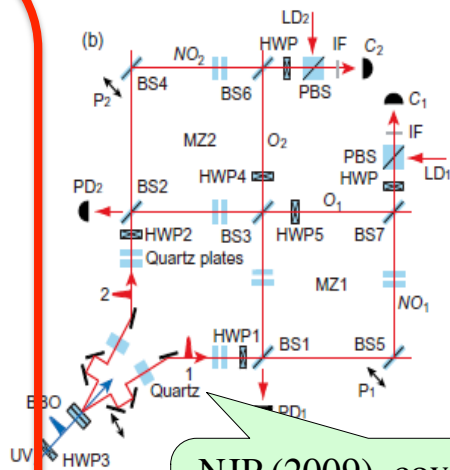 (b)
LD2
HWP IF C2
NO2
BS4
BS6
PBS
P2
C1
IF
MZ2
O2
PBS
HWP4
HWP
LD1
PD2
BS2
O1
BS3
HWP5
BS7
HWP2
Quartz plates
MZ1
NO1
2
HWP1
1
BS1
BS5
Quartz
P1
BBO
PD1
UV HWP3
NJP (2009)